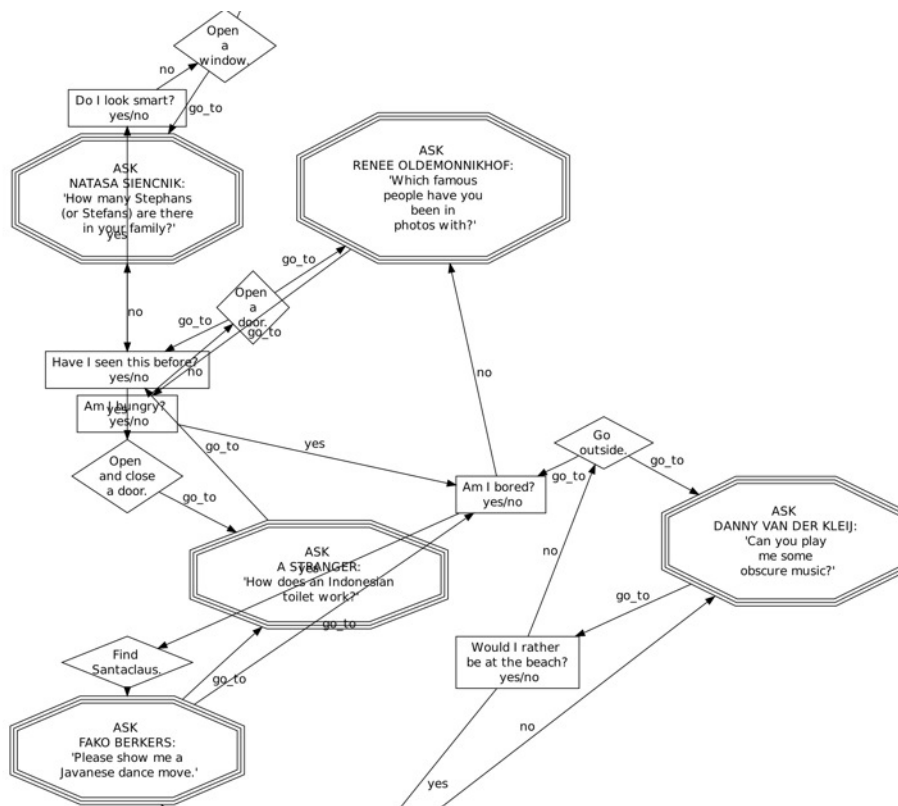 Open
a
window.
no
Do I look smart?
yes/no
go_to
ASK
NATASA SIENCNIK:
'How many Stephans
(or Stefans) are there
in your family?'
yes
ASK
RENEE OLDEMONNIKHOF:
'Which famous
people have you
been in
photos with?'
go_to
Open
a
door.
no
go_to
go_to
Have I seen this before?
yes/no
no
no
Am I hungry?
yes/no
yes
Go
outside.
go_to
yes
go_to
Open
and close
a door.
Am I bored?
yes/no
go_to
go_to
ASK
DANNY VAN DER KLEIJ:
'Can you play
me some
obscure music?'
no
ASK
A STRANGER:
'How does an Indonesian
toilet work?'
yes
go_to
go_to
Would I rather
be at the beach?
yes/no
Find
Santaclaus.
go_to
no
ASK
FAKO BERKERS:
'Please show me a
Javanese dance move.'
yes